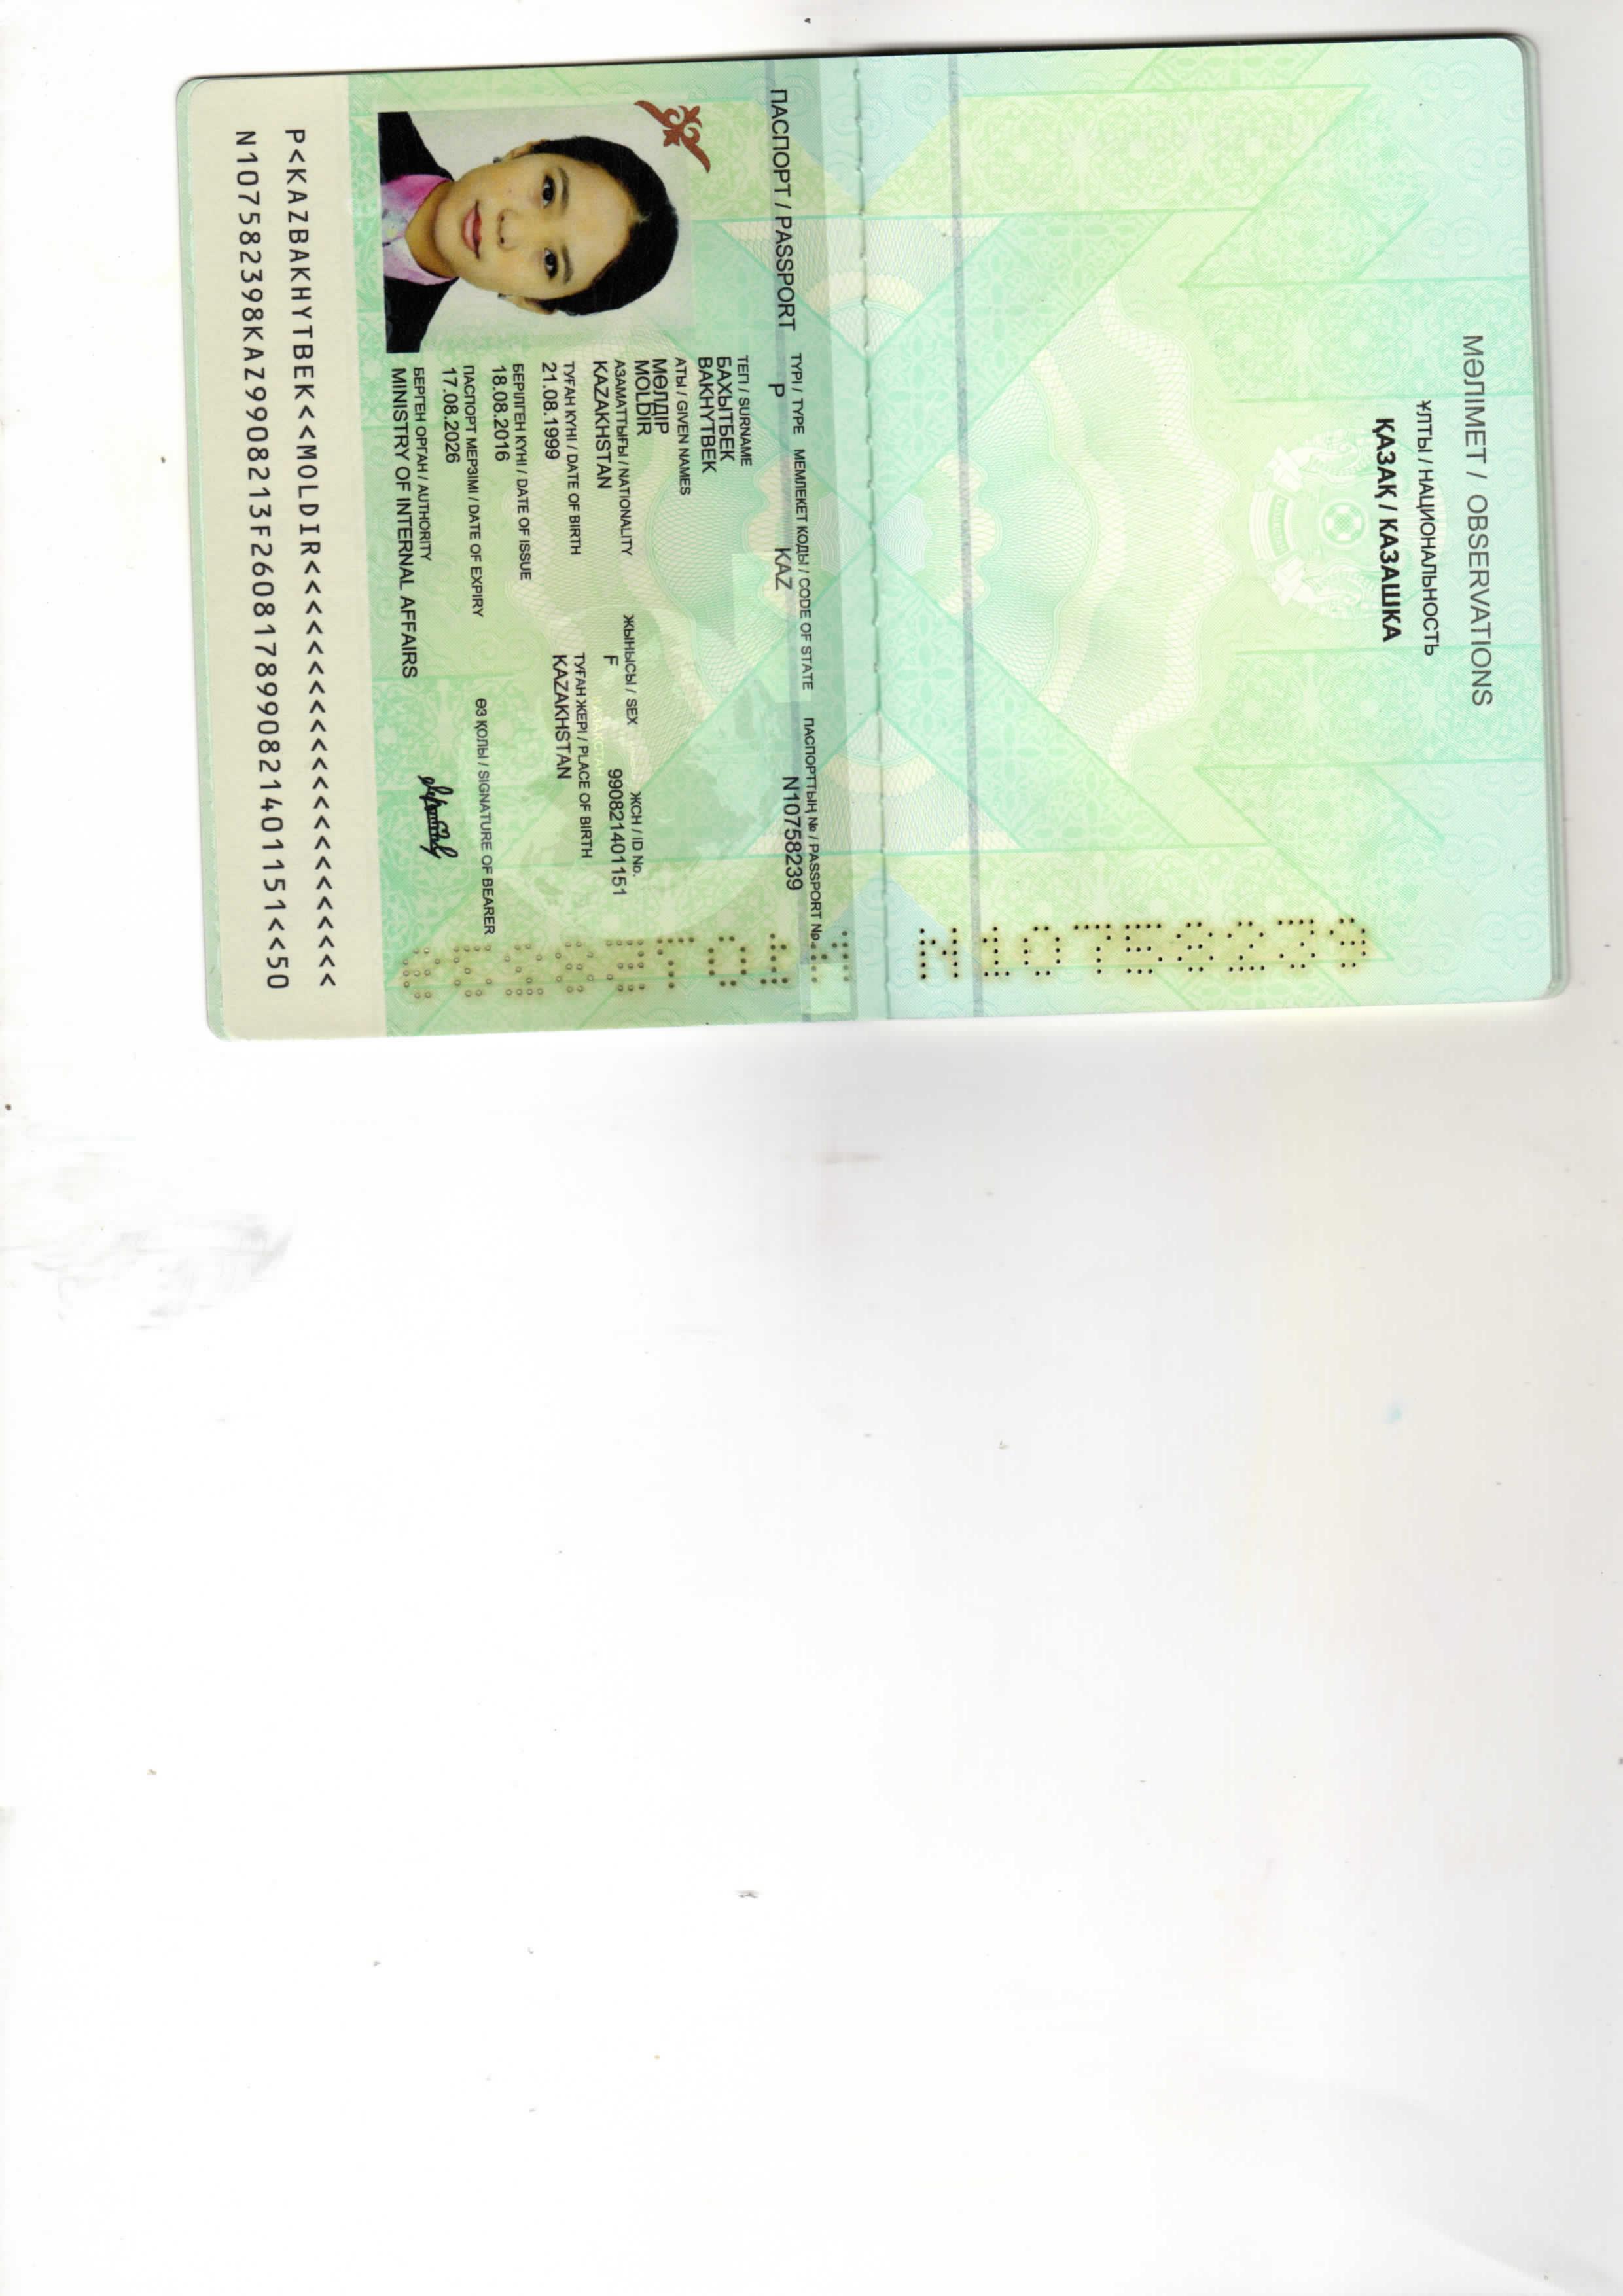 МӘЛІМЕТ / OBSERVATIONS
ҰЛТЫ / НАЦИОНАЛЬНОСТЬ
ҚАЗАҚ / КАЗАШКА
N10758239
ПАСПОРТ / PASSPORT
ТҮРІ / TYPE МЕМЛЕКЕТ КОДЫ / CODE OF STATE ПАСПОРТТЫҢ № / PASSPORT №
P KAZ N10758239
ТЕГІ / SURNAME
БАХЫТБЕК
BAKHYTBEK
АТЫ / GIVEN NAMES
МӨЛДІР
MOLDIR
АЗАМАТТЫҒЫ / NATIONALITY ЖЫНЫСЫ / SEX ЖСН / ID No.
KAZAKHSTAN F 990821401151
ТУҒАН КҮНІ / DATE OF BIRTH ТУҒАН ЖЕРІ / PLACE OF BIRTH
21.08.1999 KAZAKHSTAN
БЕРІЛГЕН КҮНІ / DATE OF ISSUE
18.08.2016
ПАСПОРТ МЕРЗІМІ / DATE OF EXPIRY ӨЗ ҚОЛЫ / SIGNATURE OF BEARER
17.08.2026
БЕРГЕН ОРГАН / AUTHORITY
MINISTRY OF INTERNAL AFFAIRS
P<KAZBAKHYTBEK<<MOLDIR<<<<<<<<<<<<<<<<<<<<<<
N107582398KAZ9908213F2608178990821401151<<50